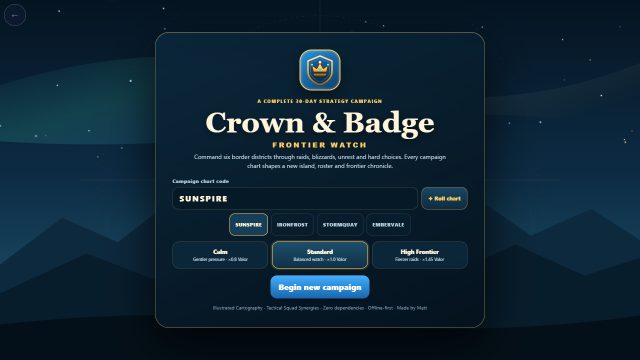 ←
A COMPLETE 30-DAY STRATEGY CAMPAIGN
Crown & Badge
FRONTIER WATCH
Command six border districts through raids, blizzards, unrest and hard choices. Every campaign
chart shapes a new island, roster and frontier chronicle.
Campaign chart code
SUNSPIRE
+ Roll chart
SUNSPIRE IRONFROST STORMQUAY EMBERVALE
Calm Standard High Frontier
Gentler pressure · ×0.8 Valor Balanced watch · ×1.0 Valor Fiercer raids · ×1.45 Valor
Begin new campaign
Illustrated Cartography · Tactical Squad Synergies · Zero dependencies · Offline-first · Made by Matt